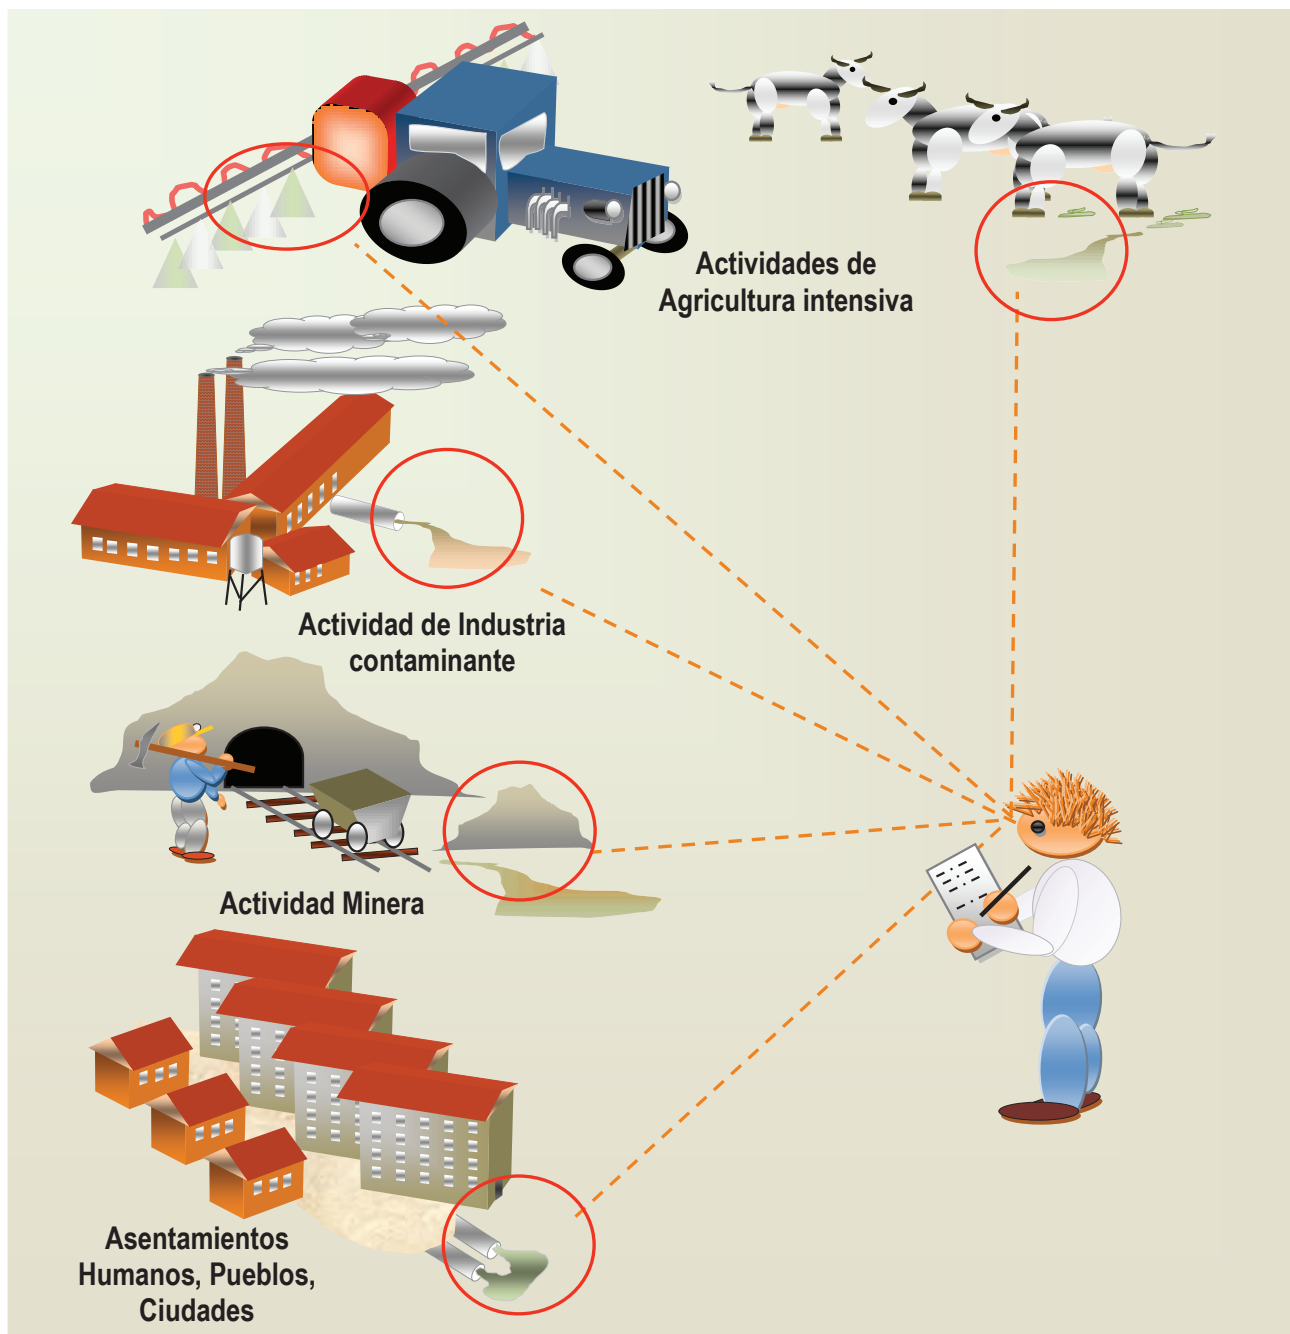 Actividades de
Agricultura intensiva
Actividad de Industria
contaminante
Actividad Minera
Asentamientos
Humanos, Pueblos,
Ciudades